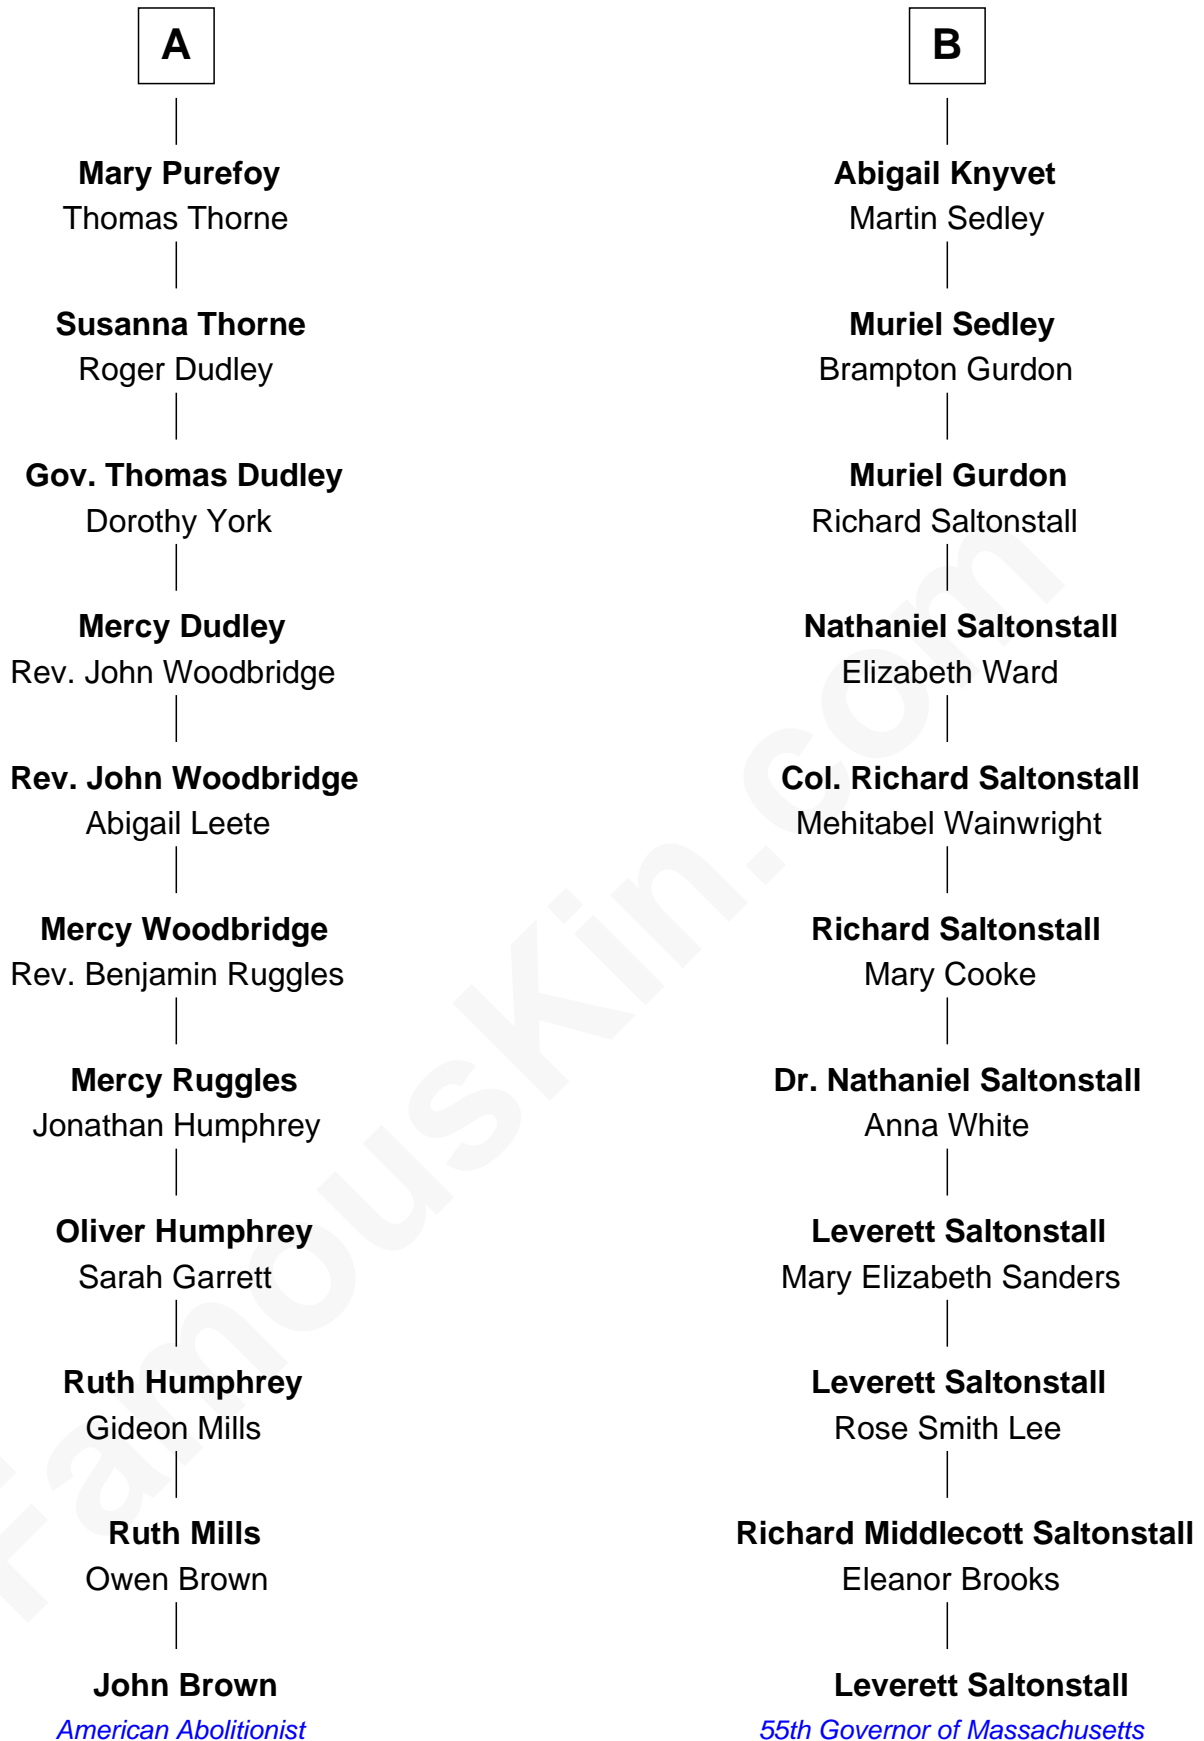 A
Mary Purefoy
Thomas Thorne
Susanna Thorne
Roger Dudley
Gov. Thomas Dudley
Dorothy York
Mercy Dudley
Rev. John Woodbridge
Rev. John Woodbridge
Abigail Leete
Mercy Woodbridge
Rev. Benjamin Ruggles
Mercy Ruggles
Jonathan Humphrey
Oliver Humphrey
Sarah Garrett
Ruth Humphrey
Gideon Mills
Ruth Mills
Owen Brown
John Brown
American Abolitionist
B
Abigail Knyvet
Martin Sedley
Muriel Sedley
Brampton Gurdon
Muriel Gurdon
Richard Saltonstall
Nathaniel Saltonstall
Elizabeth Ward
Col. Richard Saltonstall
Mehitabel Wainwright
Richard Saltonstall
Mary Cooke
Dr. Nathaniel Saltonstall
Anna White
Leverett Saltonstall
Mary Elizabeth Sanders
Leverett Saltonstall
Rose Smith Lee
Richard Middlecott Saltonstall
Eleanor Brooks
Leverett Saltonstall
55th Governor of Massachusetts
FamousKin.com